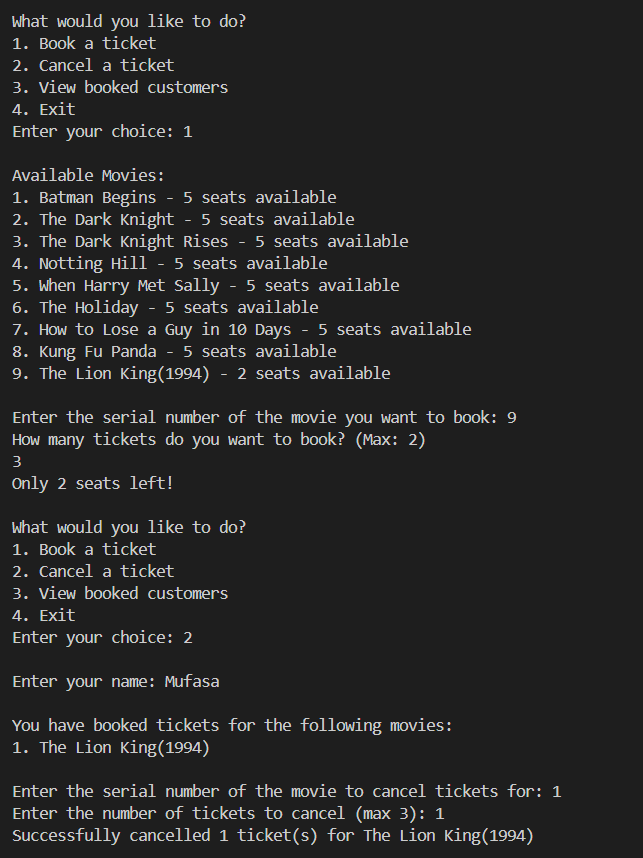 What would you like to do?
1. Book a ticket
2. Cancel a ticket
3. View booked customers
4. Exit
Enter your choice: 1
Available Movies:
1. Batman Begins - 5 seats available
2. The Dark Knight - 5 seats available
3. The Dark Knight Rises - 5 seats available
4. Notting Hill - 5 seats available
5. When Harry Met Sally - 5 seats available
6. The Holiday - 5 seats available
7. How to Lose a Guy in 10 Days - 5 seats available
8. Kung Fu Panda - 5 seats available
9. The Lion King(1994) - 2 seats available
Enter the serial number of the movie you want to book: 9
How many tickets do you want to book? (Max: 2)
3
Only 2 seats left!
What would you like to do?
1. Book a ticket
2. Cancel a ticket
3. View booked customers
4. Exit
Enter your choice: 2
Enter your name: Mufasa
You have booked tickets for the following movies:
1. The Lion King(1994)
Enter the serial number of the movie to cancel tickets for: 1
Enter the number of tickets to cancel (max 3): 1
Successfully cancelled 1 ticket(s) for The Lion King(1994)